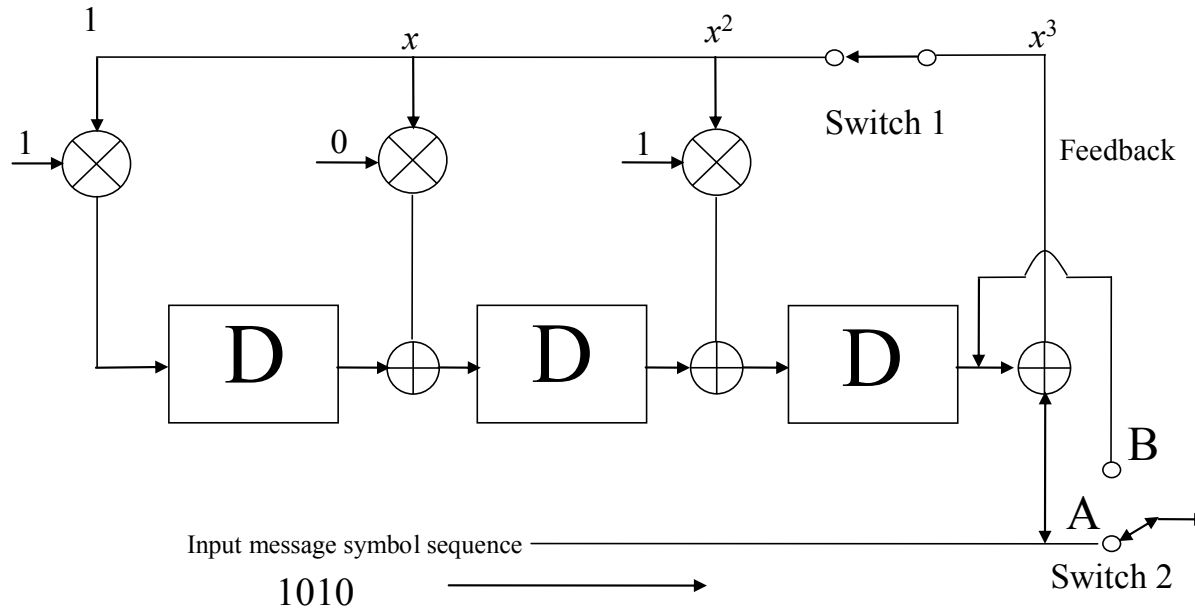 1
x
x²
x³
Switch 1
1
0
1
Feedback
D
D
D
B
A
Input message symbol sequence
Switch 2
1010